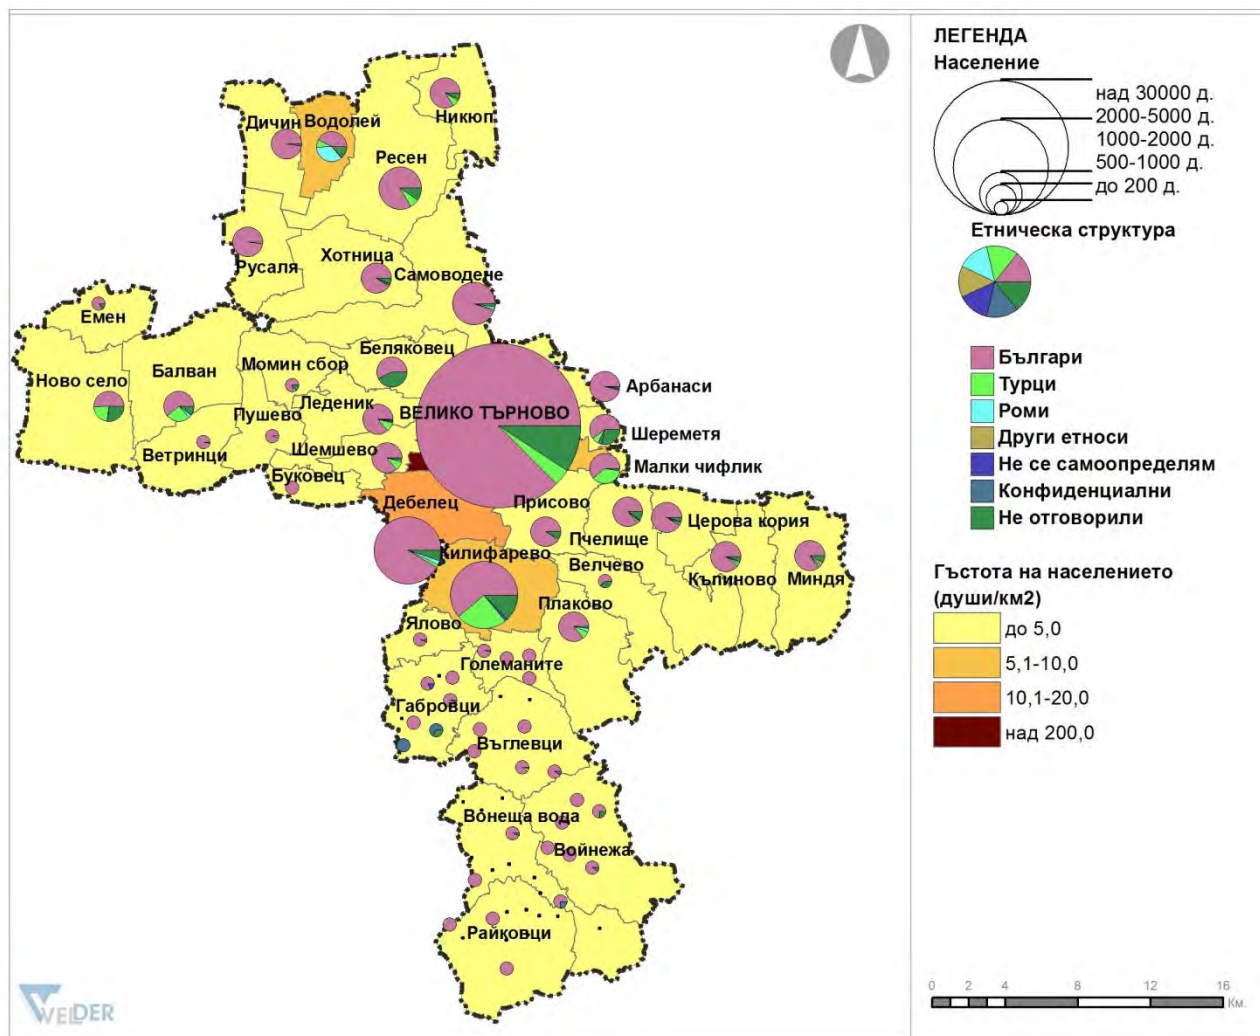 ЛЕГЕНДА
Население
над 30000 д.
2000-5000 д.
1000-2000 д.
500-1000 д.
до 200 д.
Етническа структура
Българи
Турци
Роми
Други етноси
Не се самоопределям
Конфиденциални
Не отговорили
Гъстота на населението
(души/км2)
до 5,0
5,1-10,0
10,1-20,0
над 200,0
0 2 4 8 12 16
Км.
Никюп
Дичин Водолей
Ресен
Русаля
Хотница
Самоводене
Емен
Беляковец
Момин сбор
Балван
Ново село
Арбанаси
Леденик
ВЕЛИКО ТЪРНОВО
Пушево
Шереметя
Ветринци
Шемшево
Малки чифлик
Буковец
Дебелец
Присово
Церова кория
Пчелище
Килифарево
Велчево
Къпиново
Миндя
Плаково
Ялово
Големаните
Габровци
Въглевци
Вонеща вода
Войнежа
Райковци
WELDER